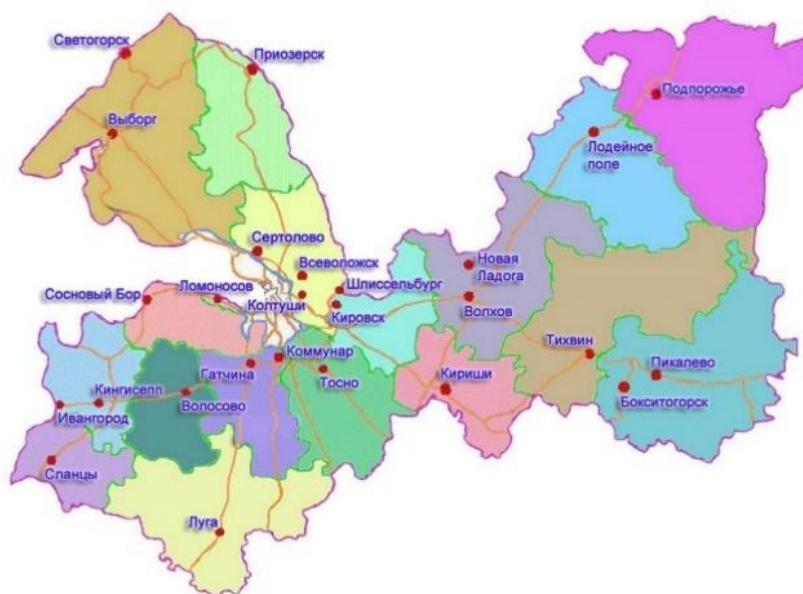 Светогорск
Приозерск
Подпорожье
Выборг
Лодейное
поле
Сертолово
Новая
Ладога
Всеволожск
Шлиссельбург
Сосновый Бор
Ломоносов
Колтуши
Кировск
Волхов
Коммунар
Тихвин
Гатчина
Тосно
Кириши
Пикалево
Кингисепп
Бокситогорск
Ивангород
Волосово
Сланцы
Луга